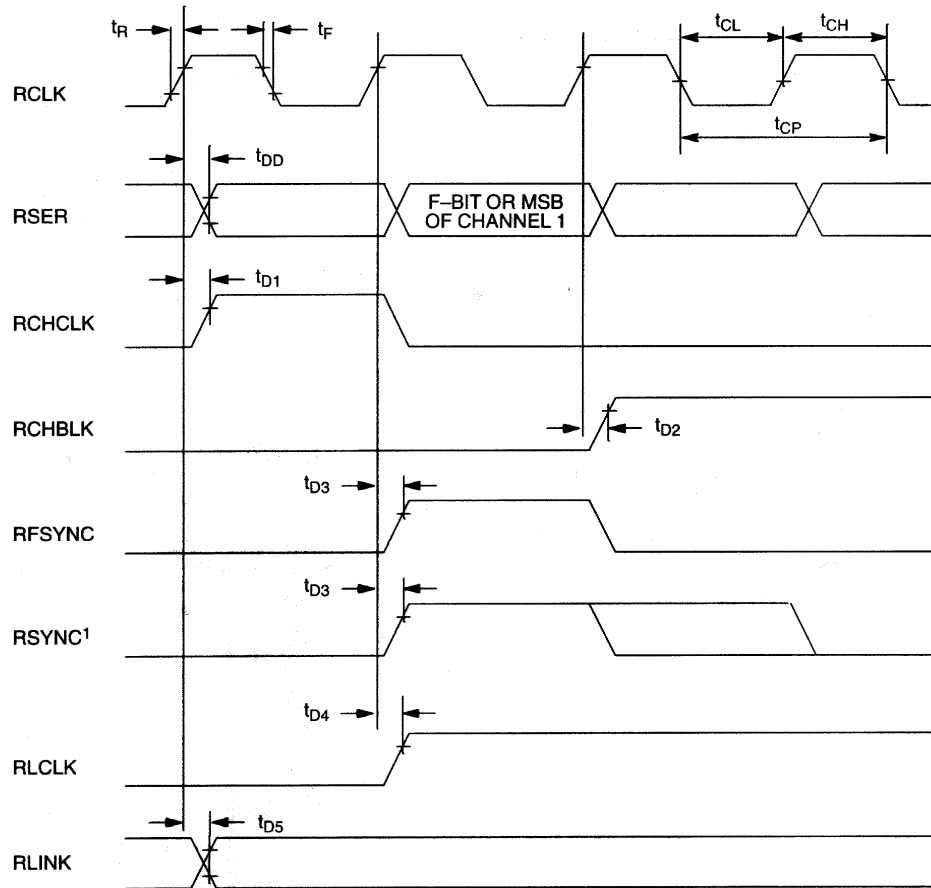 tR
tF
tCL
tCH
RCLK
tCP
tDD
RSER
F–BIT OR MSB
OF CHANNEL 1
tD1
RCHCLK
RCHBLK
tD2
tD3
RFSYNC
tD3
RSYNC¹
tD4
RLCLK
tD5
RLINK